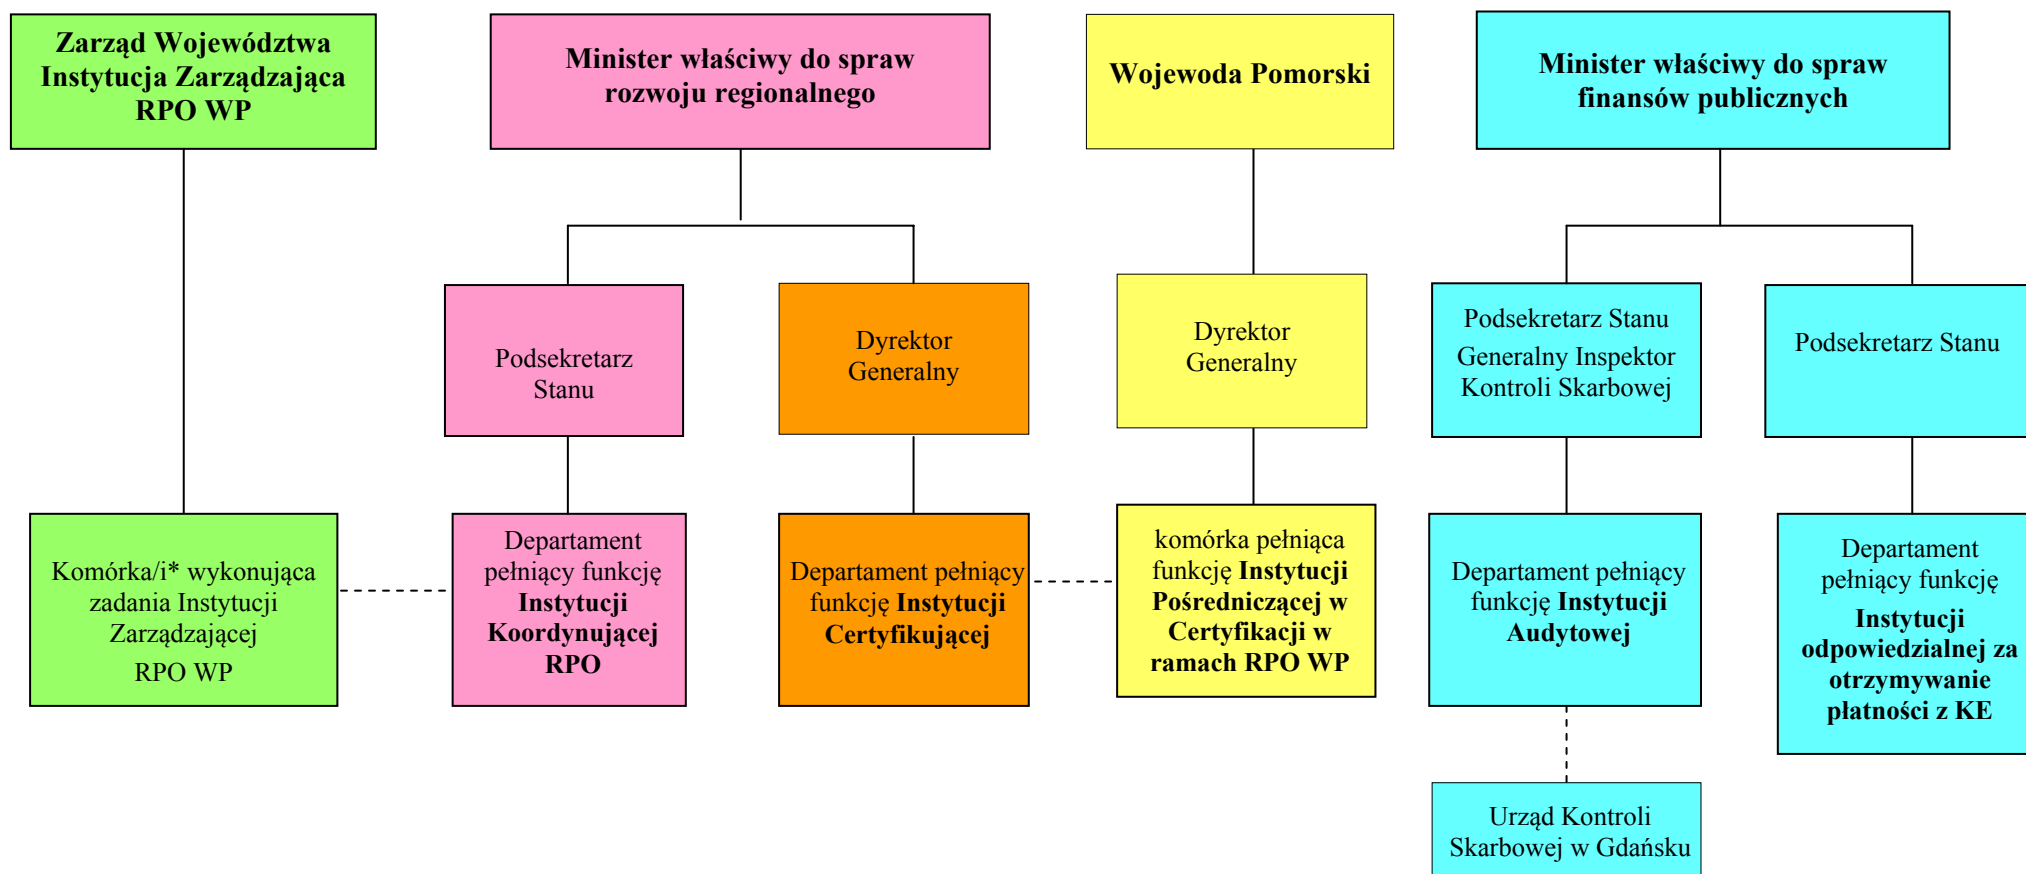 Zarząd Województwa
Instytucja Zarządzająca
RPO WP
Minister właściwy do spraw
rozwoju regionalnego
Wojewoda Pomorski
Minister właściwy do spraw
finansów publicznych
Podsekretarz
Stanu
Dyrektor
Generalny
Dyrektor
Generalny
Podsekretarz Stanu
Generalny Inspektor
Kontroli Skarbowej
Podsekretarz Stanu
Komórka/i* wykonująca
zadania Instytucji
Zarządzającej
RPO WP
Departament
pełniący funkcję
Instytucji
Koordynującej
RPO
Departament pełniący
funkcję Instytucji
Certyfikującej
komórka pełniąca
funkcję Instytucji
Pośredniczącej w
Certyfikacji w
ramach RPO WP
Departament pełniący
funkcję Instytucji
Audytowej
Departament
pełniący funkcję
Instytucji
odpowiedzialnej za
otrzymywanie
płatności z KE
Urząd Kontroli
Skarbowej w Gdańsku